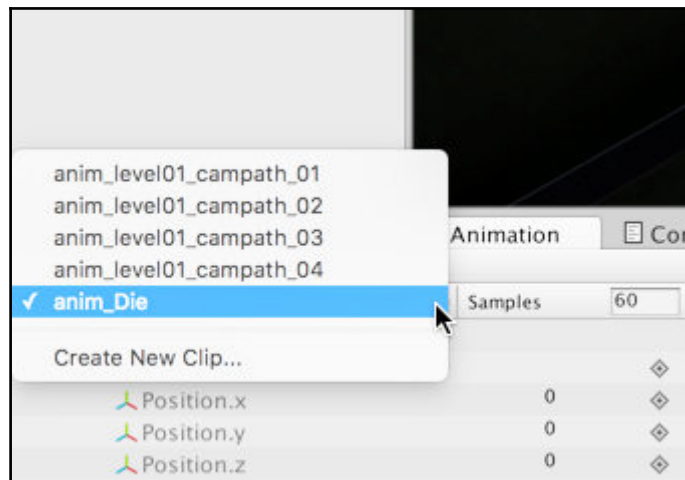 anim_level01_campath_01
anim_level01_campath_02
anim_level01_campath_03
anim_level01_campath_04
Animation
✓ anim_Die
Samples 60
Create New Clip...
Position.x 0
Position.y 0
Position.z 0